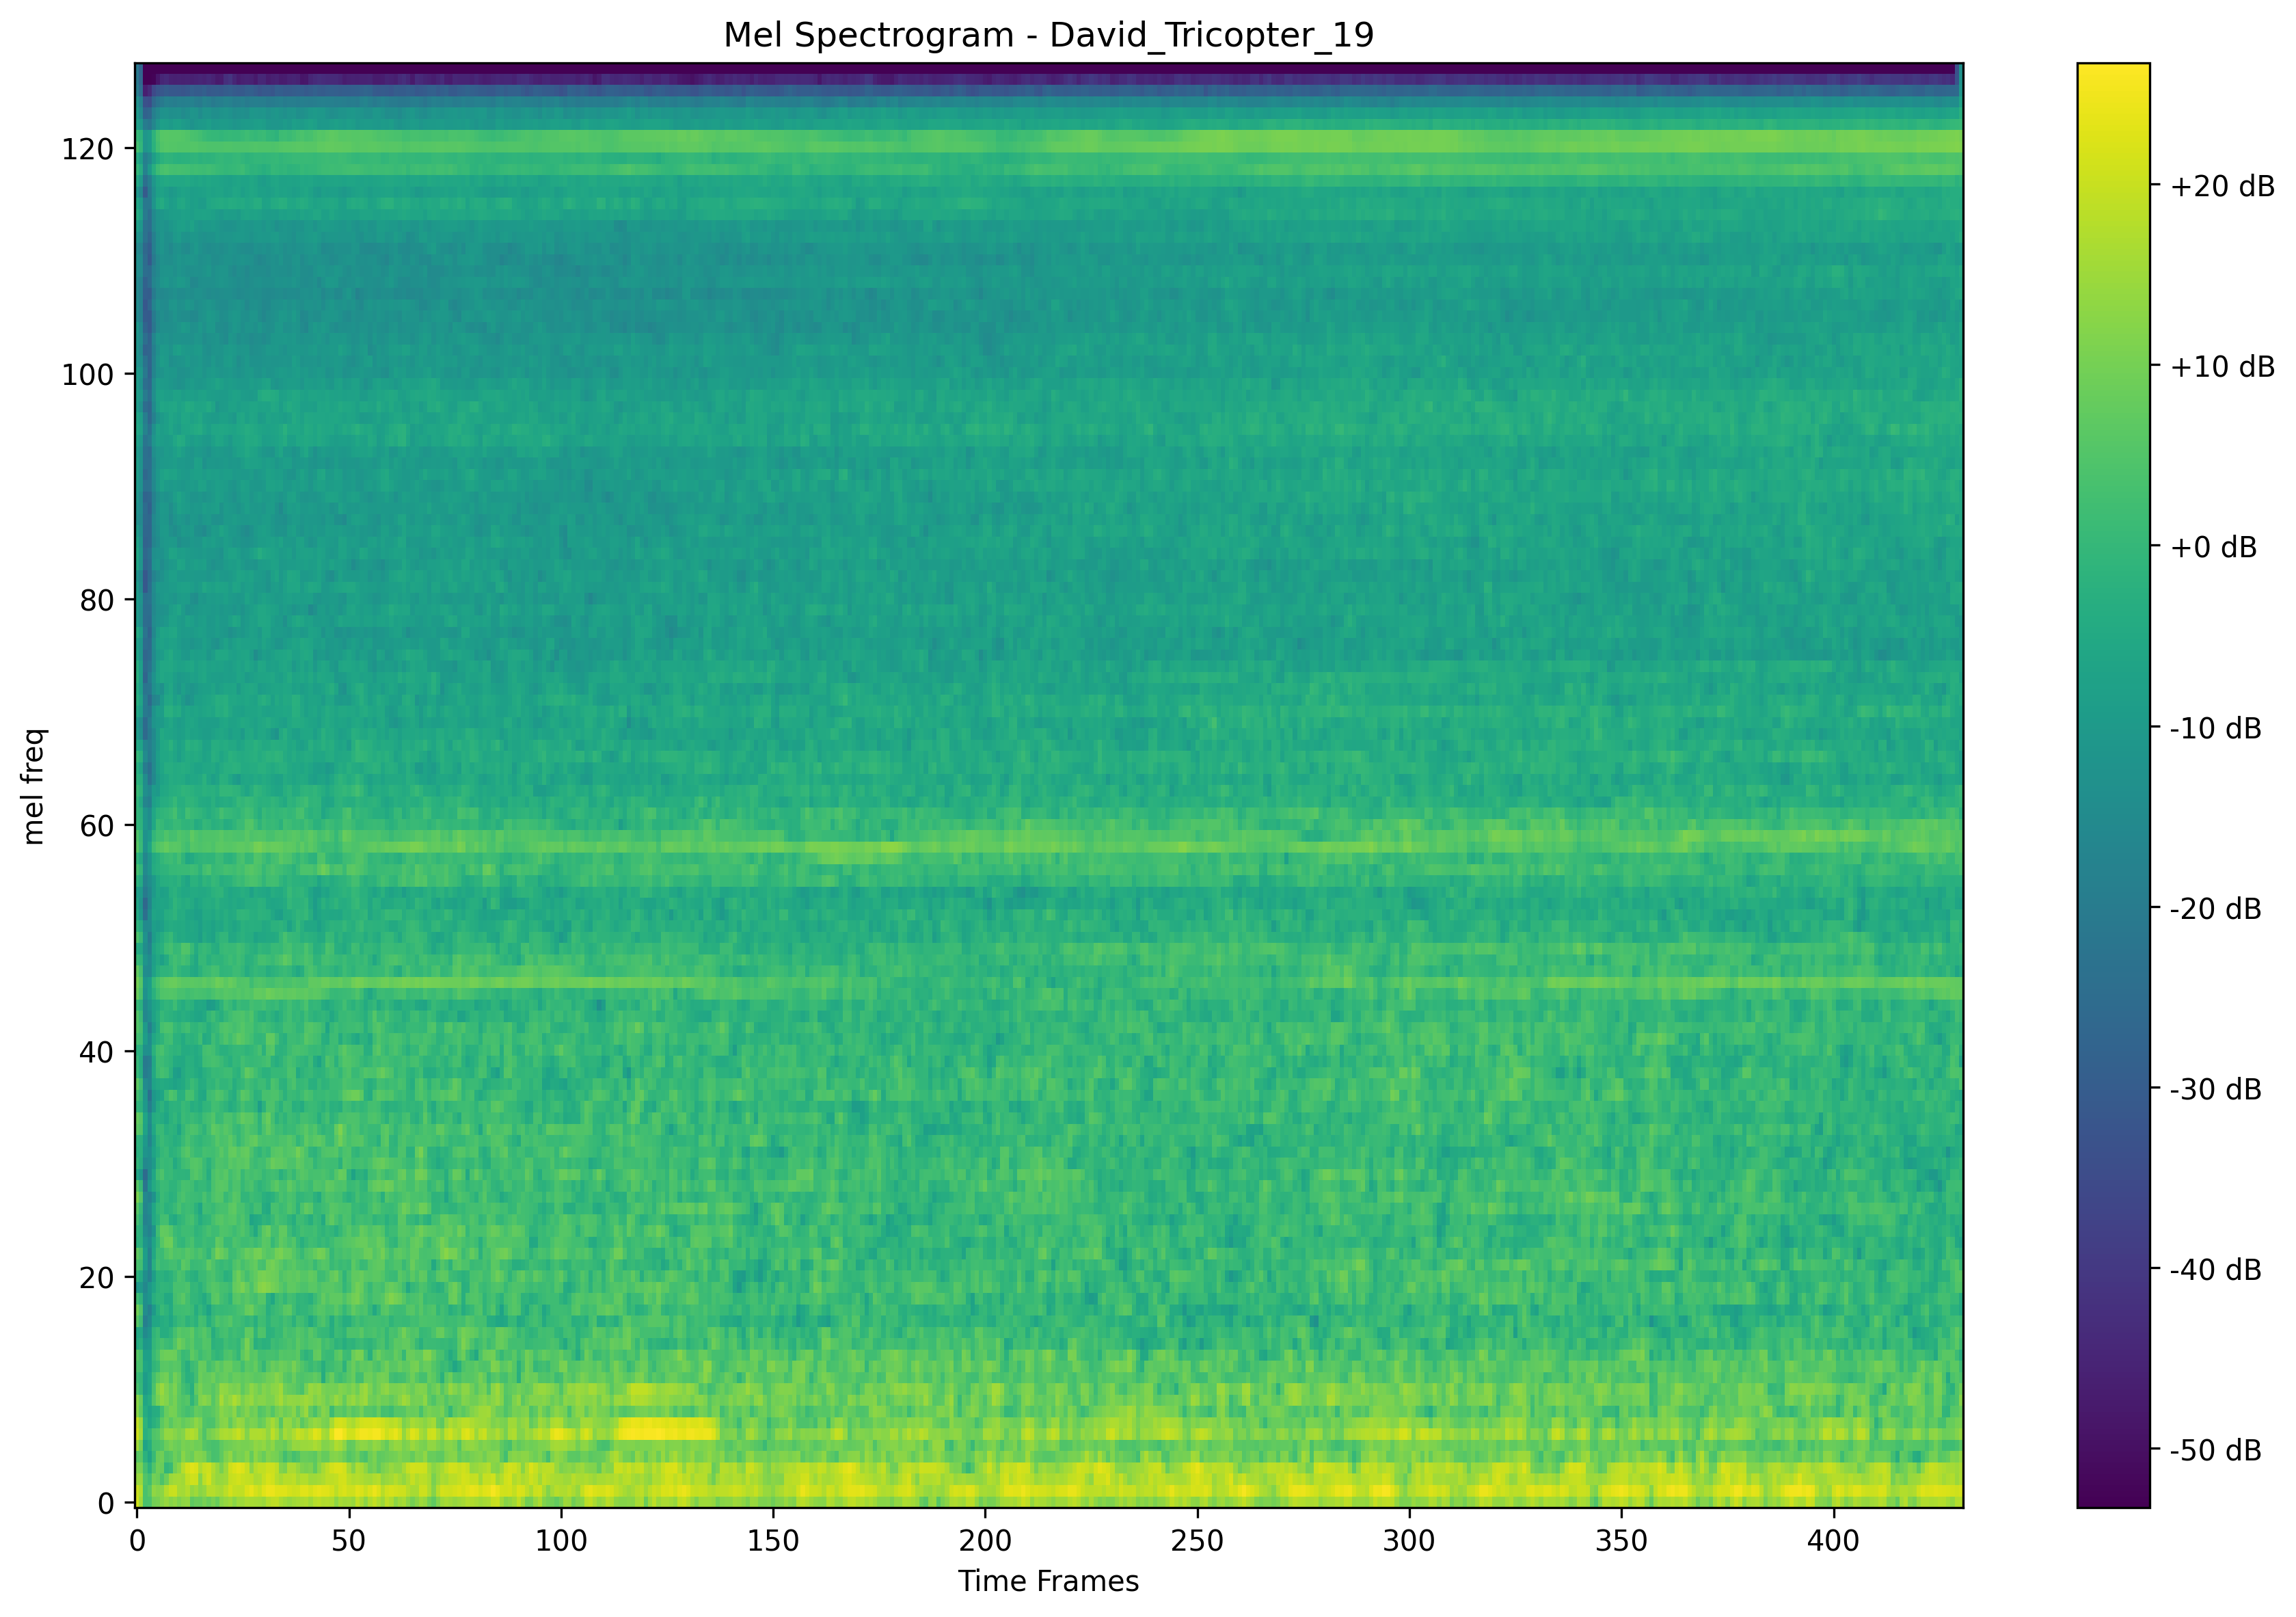 Mel Spectrogram - David_Tricopter_19
mel freq
120
100
80
60
40
20
0
0 50 100 150 200 250 300 350 400
Time Frames
+20 dB
+10 dB
+0 dB
-10 dB
-20 dB
-30 dB
-40 dB
-50 dB